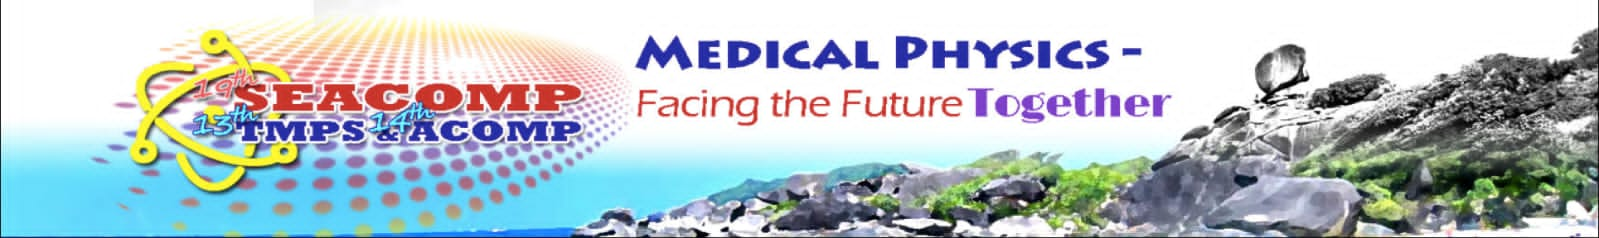 19th SEACOMP
13th TMPS & 14th ACOMP
Medical Physics -
Facing the Future Together